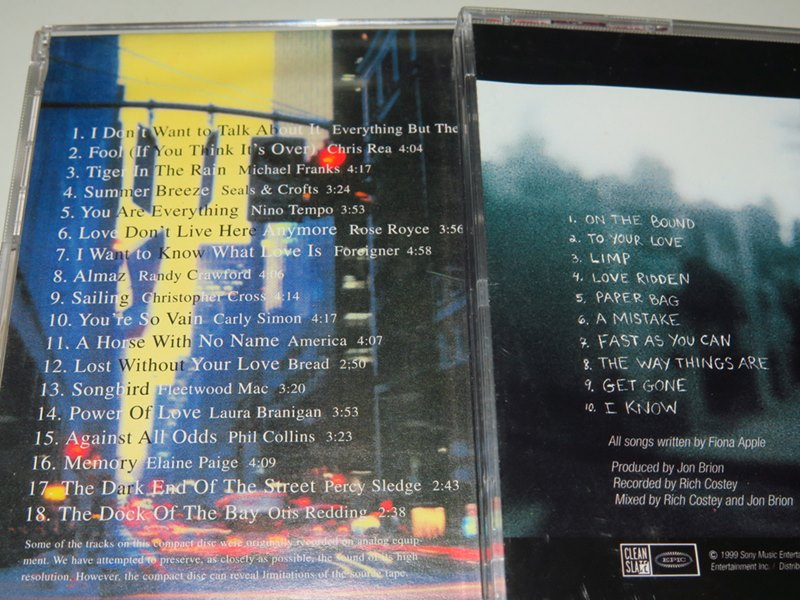 1. I Don't Want to Talk About It Everything But The
2. Fool (If You Think It's Over) Chris Rea 4:04
3. Tiger In The Rain Michael Franks 4:17
4. Summer Breeze Seals & Crofts 3:24
5. You Are Everything Nino Tempo 3:53
6. Love Don't Live Here Anymore Rose Royce 3:56
7. I Want to Know What Love Is Foreigner 4:58
8. Almaz Randy Crawford 4:06
9. Sailing Christopher Cross 4:14
10. You're So Vain Carly Simon 4:17
11. A Horse With No Name America 4:07
12. Lost Without Your Love Bread 2:50
13. Songbird Fleetwood Mac 3:20
14. Power Of Love Laura Branigan 3:53
15. Against All Odds Phil Collins 3:23
16. Memory Elaine Paige 4:09
17. The Dark End Of The Street Percy Sledge 2:43
18. The Dock Of The Bay Otis Redding 2:38
Some of the tracks on this compact disc were originally recorded on analog equip-
ment. We have attempted to preserve, as closely as possible, the sound of its high
resolution. However, the compact disc can reveal limitations of the source tape.
1. ON THE BOUND
2. TO YOUR LOVE
3. LIMP
4. LOVE RIDDEN
5. PAPER BAG
6. A MISTAKE
7. FAST AS YOU CAN
8. THE WAY THINGS ARE
9. GET GONE
10. I KNOW
All songs written by Fiona Apple
Produced by Jon Brion
Recorded by Rich Costey
Mixed by Rich Costey and Jon Brion
CLEAN
SLATE
EPIC
© 1999 Sony Music Enterta
Entertainment Inc. / Distrib